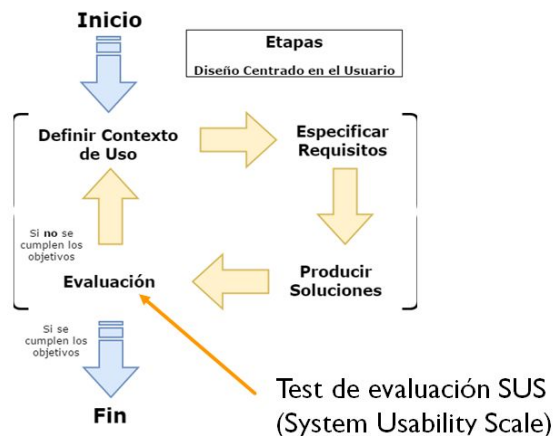 Inicio
Etapas
Diseño Centrado en el Usuario
Definir Contexto
de Uso
Especificar
Requisitos
Si no se
cumplen los
objetivos
Evaluación
Producir
Soluciones
Si se
cumplen los
objetivos
Fin
Test de evaluación SUS
(System Usability Scale)